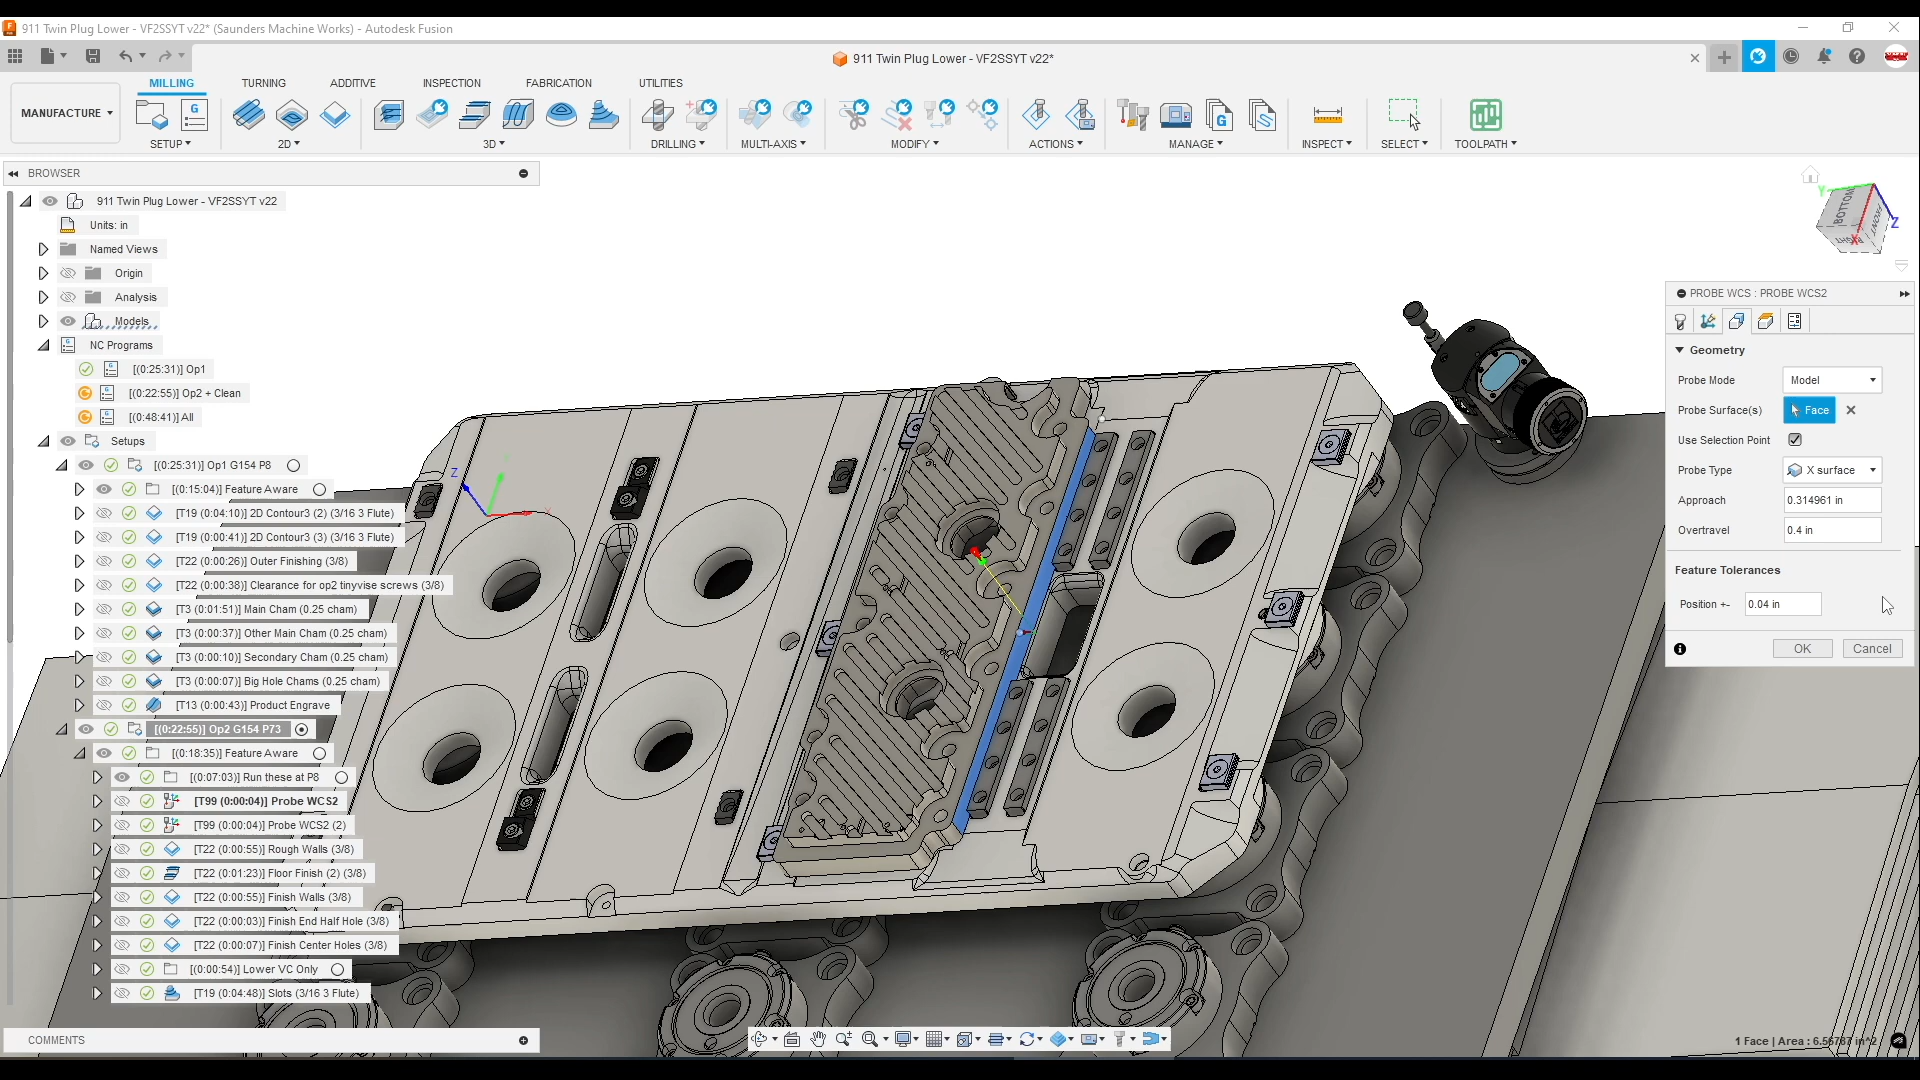 911 Twin Plug Lower - VF2SSYT v22* (Saunders Machine Works) - Autodesk Fusion
911 Twin Plug Lower - VF2SSYT v22*
MILLING TURNING ADDITIVE INSPECTION FABRICATION UTILITIES
MANUFACTURE
SETUP 2D 3D DRILLING MULTI-AXIS MODIFY ACTIONS MANAGE INSPECT SELECT TOOLPATH
BROWSER
911 Twin Plug Lower - VF2SSYT v22
Units: in
Named Views
Origin
Analysis
Models
NC Programs
[(0:25:31)] Op1
[(0:22:55)] Op2 + Clean
[(0:48:41)] All
Setups
[(0:25:31)] Op1 G154 P8
[(0:15:04)] Feature Aware
[T19 (0:04:10)] 2D Contour3 (2) (3/16 3 Flute)
[T19 (0:00:41)] 2D Contour3 (3) (3/16 3 Flute)
[T22 (0:00:26)] Outer Finishing (3/8)
[T22 (0:00:38)] Clearance for op2 tinyvise screws (3/8)
[T3 (0:01:51)] Main Cham (0.25 cham)
[T3 (0:00:37)] Other Main Cham (0.25 cham)
[T3 (0:00:10)] Secondary Cham (0.25 cham)
[T3 (0:00:07)] Big Hole Chams (0.25 cham)
[T13 (0:00:43)] Product Engrave
[(0:22:55)] Op2 G154 P73
[(0:18:35)] Feature Aware
[(0:07:03)] Run these at P8
[T99 (0:00:04)] Probe WCS2
[T99 (0:00:04)] Probe WCS2 (2)
[T22 (0:00:55)] Rough Walls (3/8)
[T22 (0:01:23)] Floor Finish (2) (3/8)
[T22 (0:00:55)] Finish Walls (3/8)
[T22 (0:00:03)] Finish End Half Hole (3/8)
[T22 (0:00:07)] Finish Center Holes (3/8)
[(0:00:54)] Lower VC Only
[T19 (0:04:48)] Slots (3/16 3 Flute)
COMMENTS
Z
Y
X
BOTTOM
FRONT
RIGHT
Y
Z
X
PROBE WCS : PROBE WCS2
Geometry
Probe Mode Model
Probe Surface(s) Face
Use Selection Point
Probe Type X surface
Approach 0.314961 in
Overtravel 0.4 in
Feature Tolerances
Position +- 0.04 in
OK Cancel
1 Face | Area : 6.56787 in^2